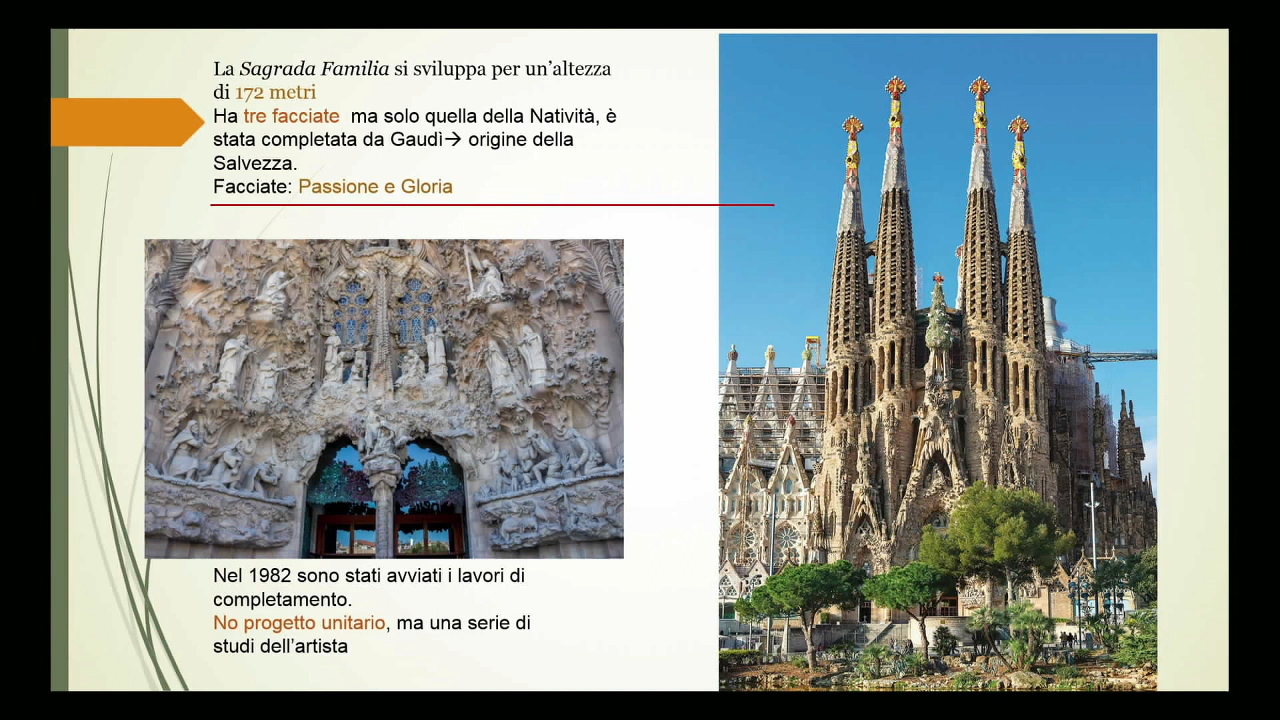 La Sagrada Familia si sviluppa per un’altezza
di 172 metri
Ha tre facciate  ma solo quella della Natività, è
stata completata da Gaudì→ origine della
Salvezza.
Facciate: Passione e Gloria
Nel 1982 sono stati avviati i lavori di
completamento.
No progetto unitario, ma una serie di
studi dell’artista